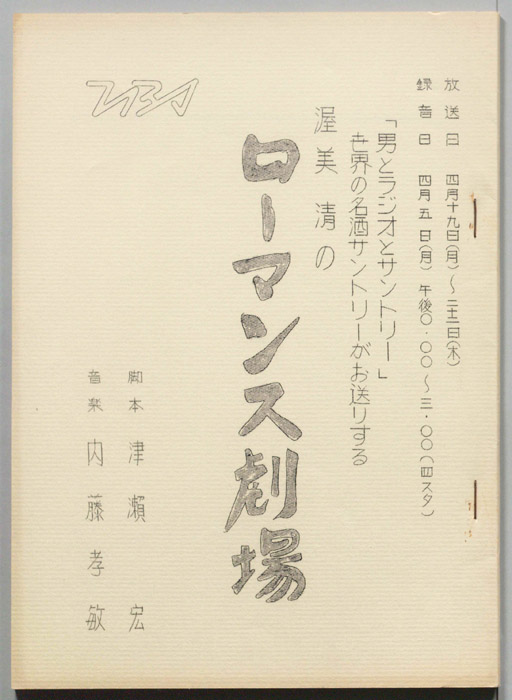 放送日 四月十九日(月)〜二十二日(木)
録音日 四月五日(月)午後〇・〇〇〜三・〇〇(四スタ)
「男とラジオとサントリー」
世界の名酒サントリーがお送りする
渥美清の
ローマンス劇場
脚本 津瀬宏
音楽 内藤孝敏